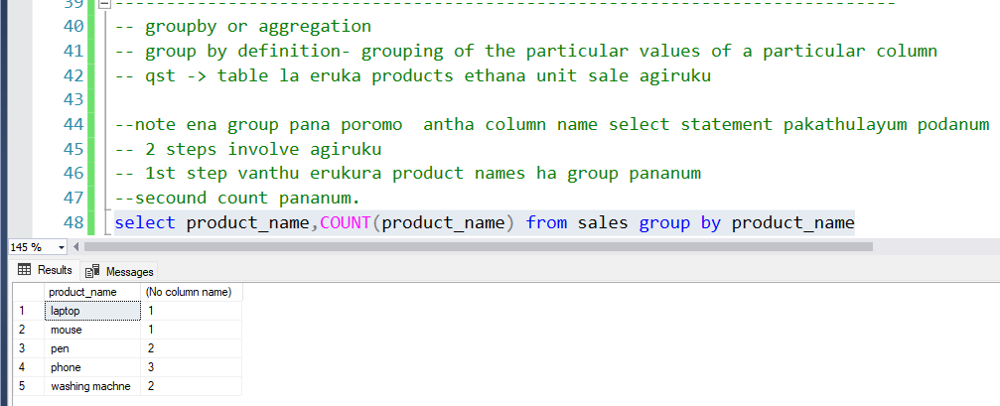 39 --------------------------------------------------------------------------
40 -- groupby or aggregation
41 -- group by definition- grouping of the particular values of a particular column
42 -- qst -> table la eruka products ethana unit sale agiruku
43
44 --note ena group pana poromo  antha column name select statement pakathulayum podanum
45 -- 2 steps involve agiruku
46 -- 1st step vanthu erukura product names ha group pananum
47 --secound count pananum.
48 select product_name,COUNT(product_name) from sales group by product_name
145 %
Results Messages
product_name (No column name)
1 laptop 1
2 mouse 1
3 pen 2
4 phone 3
5 washing machne 2